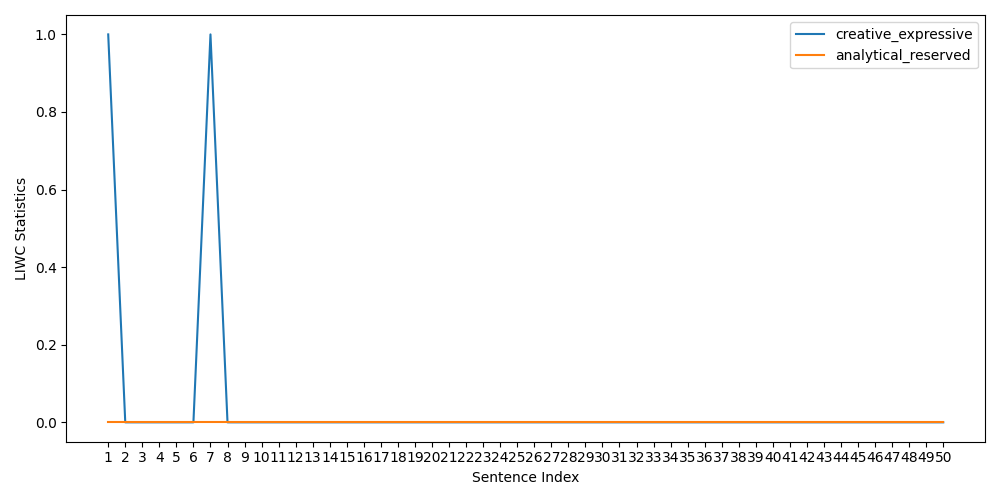 creative_expressive
analytical_reserved
1.0
0.8
0.6
0.4
0.2
0.0
LIWC Statistics
1 2 3 4 5 6 7 8 9 10 11 12 13 14 15 16 17 18 19 20 21 22 23 24 25 26 27 28 29 30 31 32 33 34 35 36 37 38 39 40 41 42 43 44 45 46 47 48 49 50
Sentence Index